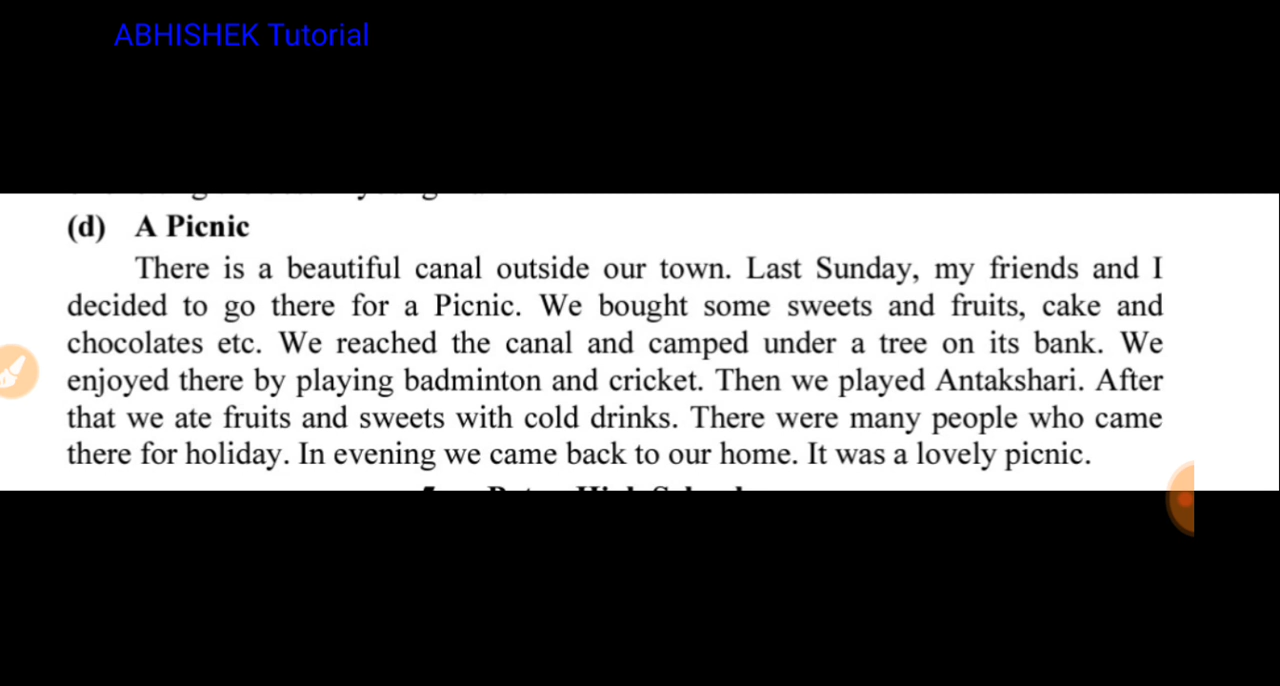 ABHISHEK Tutorial
(d) A Picnic
There is a beautiful canal outside our town. Last Sunday, my friends and I
decided to go there for a Picnic. We bought some sweets and fruits, cake and
chocolates etc. We reached the canal and camped under a tree on its bank. We
enjoyed there by playing badminton and cricket. Then we played Antakshari. After
that we ate fruits and sweets with cold drinks. There were many people who came
there for holiday. In evening we came back to our home. It was a lovely picnic.